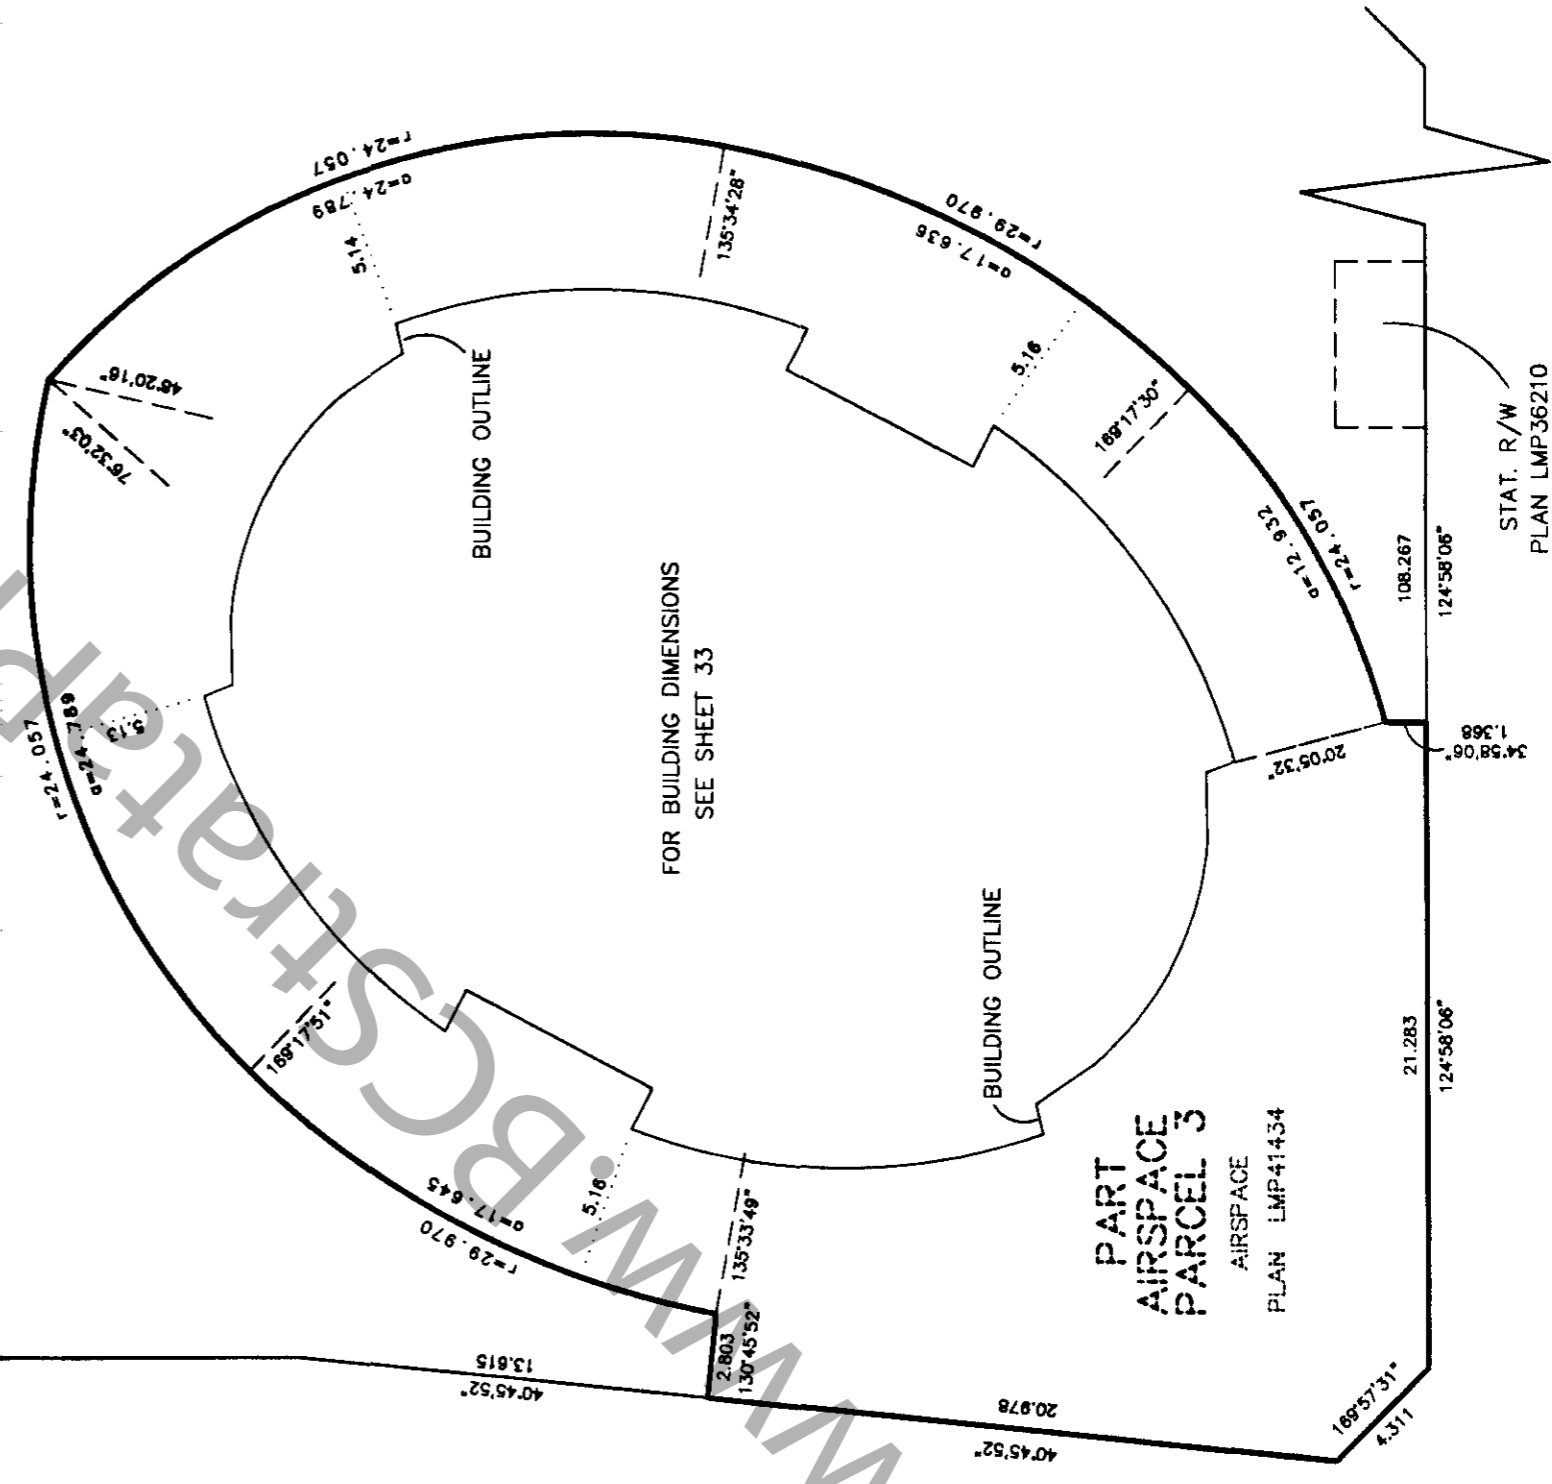 r=24.057
a=24.789
5.14
48°20'16"
76°32'03"
135°34'28"
r=29.970
a=17.636
BUILDING OUTLINE
5.16
169°17'30"
STAT. R/W
PLAN LMP36210
r=24.057
a=12.932
108.267
124°58'06"
FOR BUILDING DIMENSIONS
SEE SHEET 33
r=24.057
a=24.789
5.13
20°05'32"
1.368
34°58'06"
BUILDING OUTLINE
169°17'51"
21.283
124°58'06"
PART
AIRSPACE
PARCEL 3
AIRSPACE
PLAN LMP41434
a=17.645
r=29.970
5.16
135°33'49"
2.803
130°45'52"
13.615
40°45'52"
20.978
40°45'52"
169°57'31"
4.311